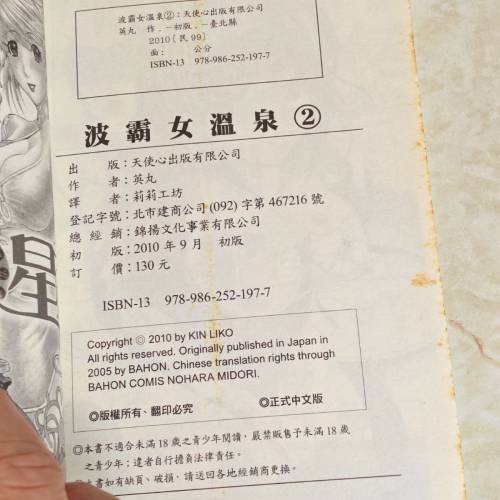 波霸女溫泉②：天使心出版有限公司
英丸 作. －初版. －臺北縣
2010〔民99〕
面： 公分
ISBN-13 978-986-252-197-7
波霸女溫泉②
出 版：天使心出版有限公司
作 者：英丸
譯 者：莉莉工坊
登記字號：北市建商公司(092)字第467216號
總 經 銷：錦揚文化事業有限公司
初 版：2010年9月 初版
訂 價：130元
ISBN-13 978-986-252-197-7
Copyright ◎ 2010 by KIN LIKO
All rights reserved. Originally published in Japan in
2005 by BAHON. Chinese translation rights through
BAHON COMIS NOHARA MIDORI.
◎版權所有、翻印必究 ◎正式中文版
◎本書不適合未滿18歲之青少年閱讀，嚴禁販售予未滿18歲
之青少年；違者自行擔負法律責任。
◎本書如有缺頁、破損，請送回各地經銷商更換。
星